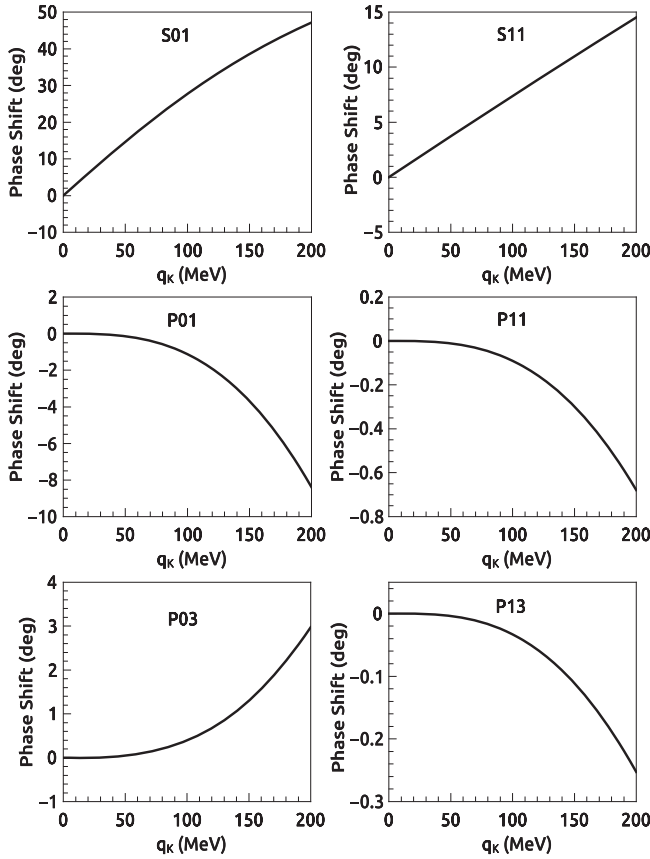 50
40
30
20
10
0
−10
Phase Shift (deg)
S01
0 50 100 150 200
qK (MeV)
15
10
5
0
−5
Phase Shift (deg)
S11
0 50 100 150 200
qK (MeV)
2
0
−2
−4
−6
−8
−10
Phase Shift (deg)
P01
0 50 100 150 200
qK (MeV)
0.2
0
−0.2
−0.4
−0.6
−0.8
Phase Shift (deg)
P11
0 50 100 150 200
qK (MeV)
4
3
2
1
0
−1
Phase Shift (deg)
P03
0 50 100 150 200
qK (MeV)
0
−0.1
−0.2
−0.3
Phase Shift (deg)
P13
0 50 100 150 200
qK (MeV)